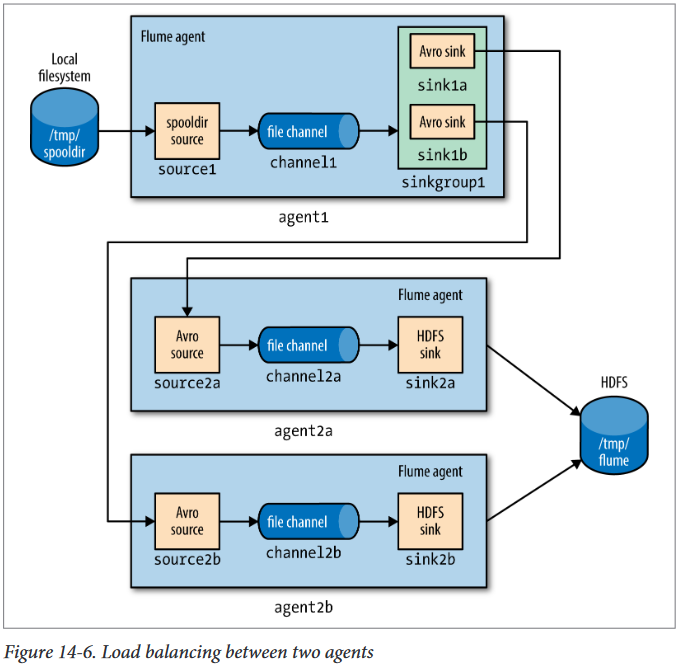 Flume agent
Avro sink
sink1a
Local
filesystem
/tmp/
spooldir
spooldir
source
source1
file channel
channel1
Avro sink
sink1b
sinkgroup1
agent1
Flume agent
Avro
source
source2a
file channel
channel2a
HDFS
sink
sink2a
agent2a
HDFS
/tmp/
flume
Flume agent
Avro
source
source2b
file channel
channel2b
HDFS
sink
sink2b
agent2b
Figure 14-6. Load balancing between two agents